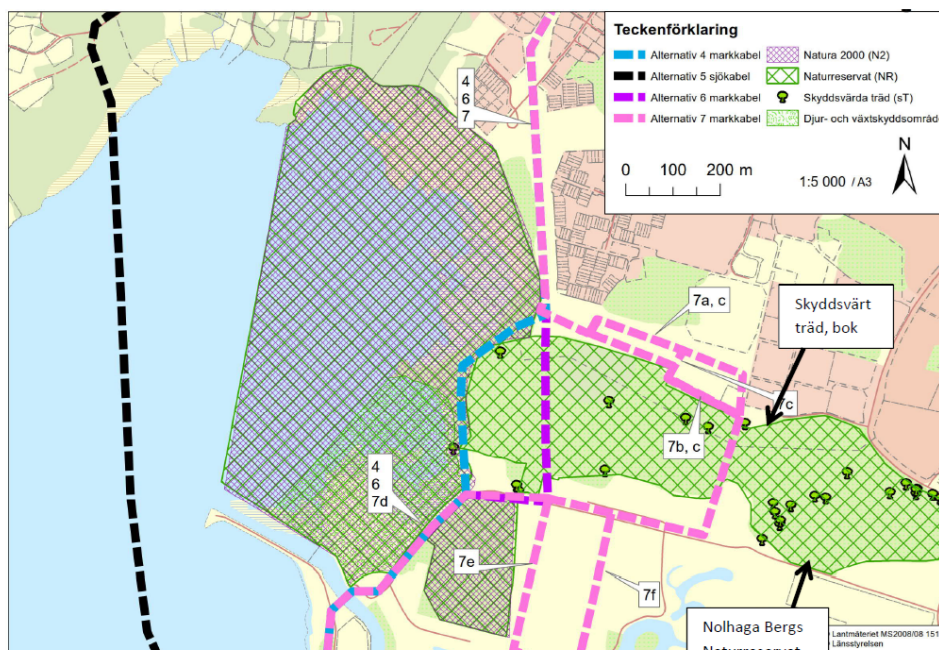 Teckenförklaring
Alternativ 4 markkabel
Alternativ 5 sjökabel
Alternativ 6 markkabel
Alternativ 7 markkabel
Natura 2000 (N2)
Naturreservat (NR)
Skyddsvärda träd (sT)
Djur- och växtskyddsområde
0 100 200 m
1:5 000 / A3
N
4
6
7
7a, c
Skyddsvärt
träd, bok
7c
7b, c
4
6
7d
7e
7f
Nolhaga Bergs
Naturreservat
Lantmäteriet MS2008/08 151
Länsstyrelsen